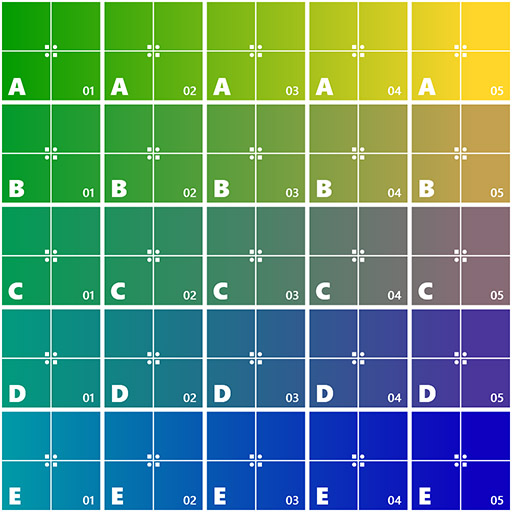 A 01 A 02 A 03 A 04 A 05
B 01 B 02 B 03 B 04 B 05
C 01 C 02 C 03 C 04 C 05
D 01 D 02 D 03 D 04 D 05
E 01 E 02 E 03 E 04 E 05